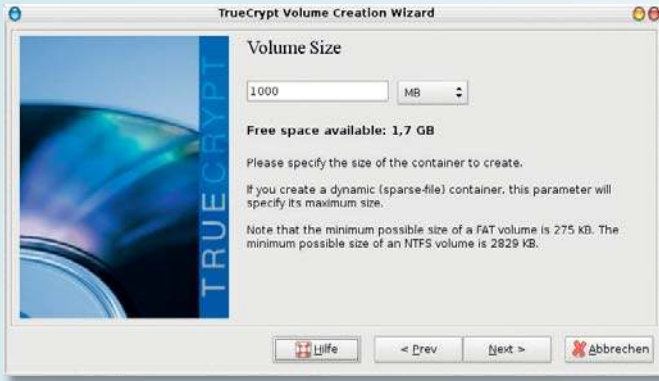 TrueCrypt Volume Creation Wizard
TRUECRYPT
Volume Size
1000 MB
Free space available: 1,7 GB
Please specify the size of the container to create.
If you create a dynamic (sparse-file) container, this parameter will
specify its maximum size.
Note that the minimum possible size of a FAT volume is 275 KB. The
minimum possible size of an NTFS volume is 2829 KB.
Hilfe < Prev Next > Abbrechen